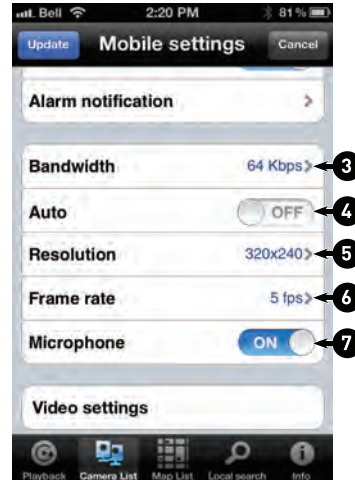 Bell 2:20 PM 81%
Update Mobile settings Cancel
Alarm notification
Bandwidth 64 Kbps 3
Auto OFF 4
Resolution 320x240 5
Frame rate 5 fps 6
Microphone ON 7
Video settings
Playback Camera List Map List Local search Info